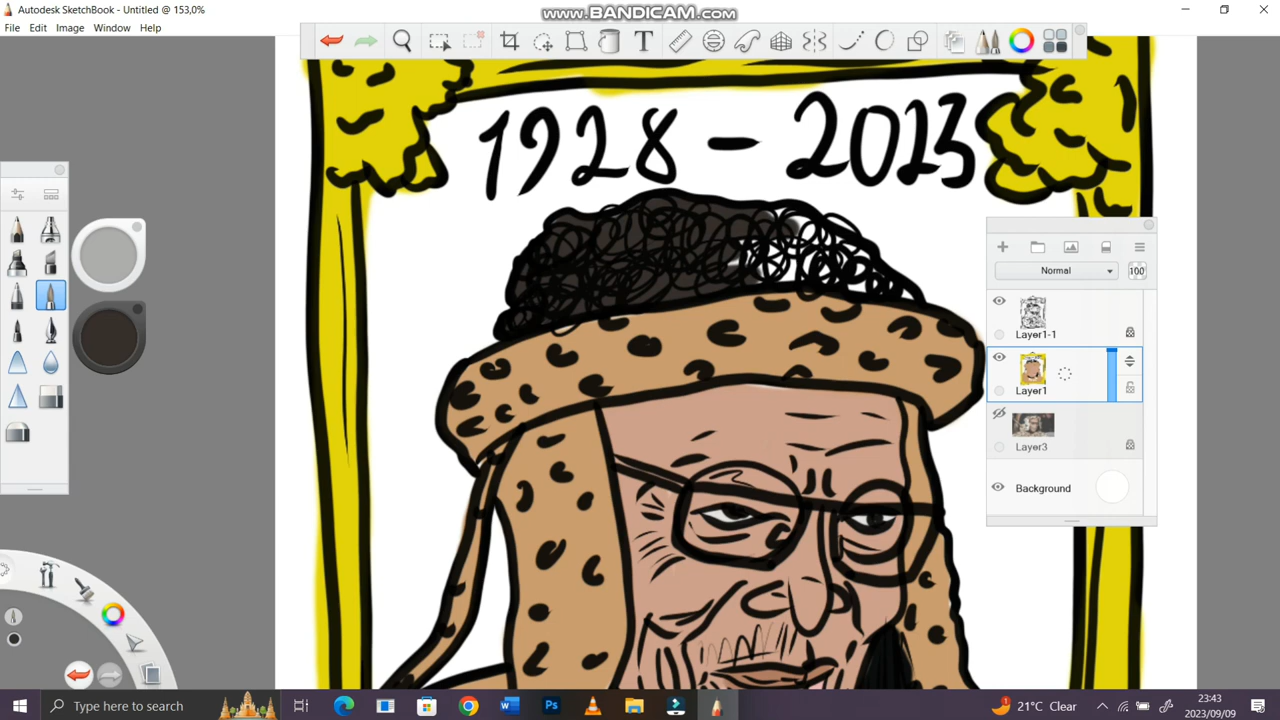 Autodesk SketchBook - Untitled @ 153,0%
www.BANDICAM.com
File Edit Image Window Help
1928 - 2023
Normal
100
Layer1-1
Layer1
Layer3
Background
Type here to search
21°C Clear
23:43
2023/09/09